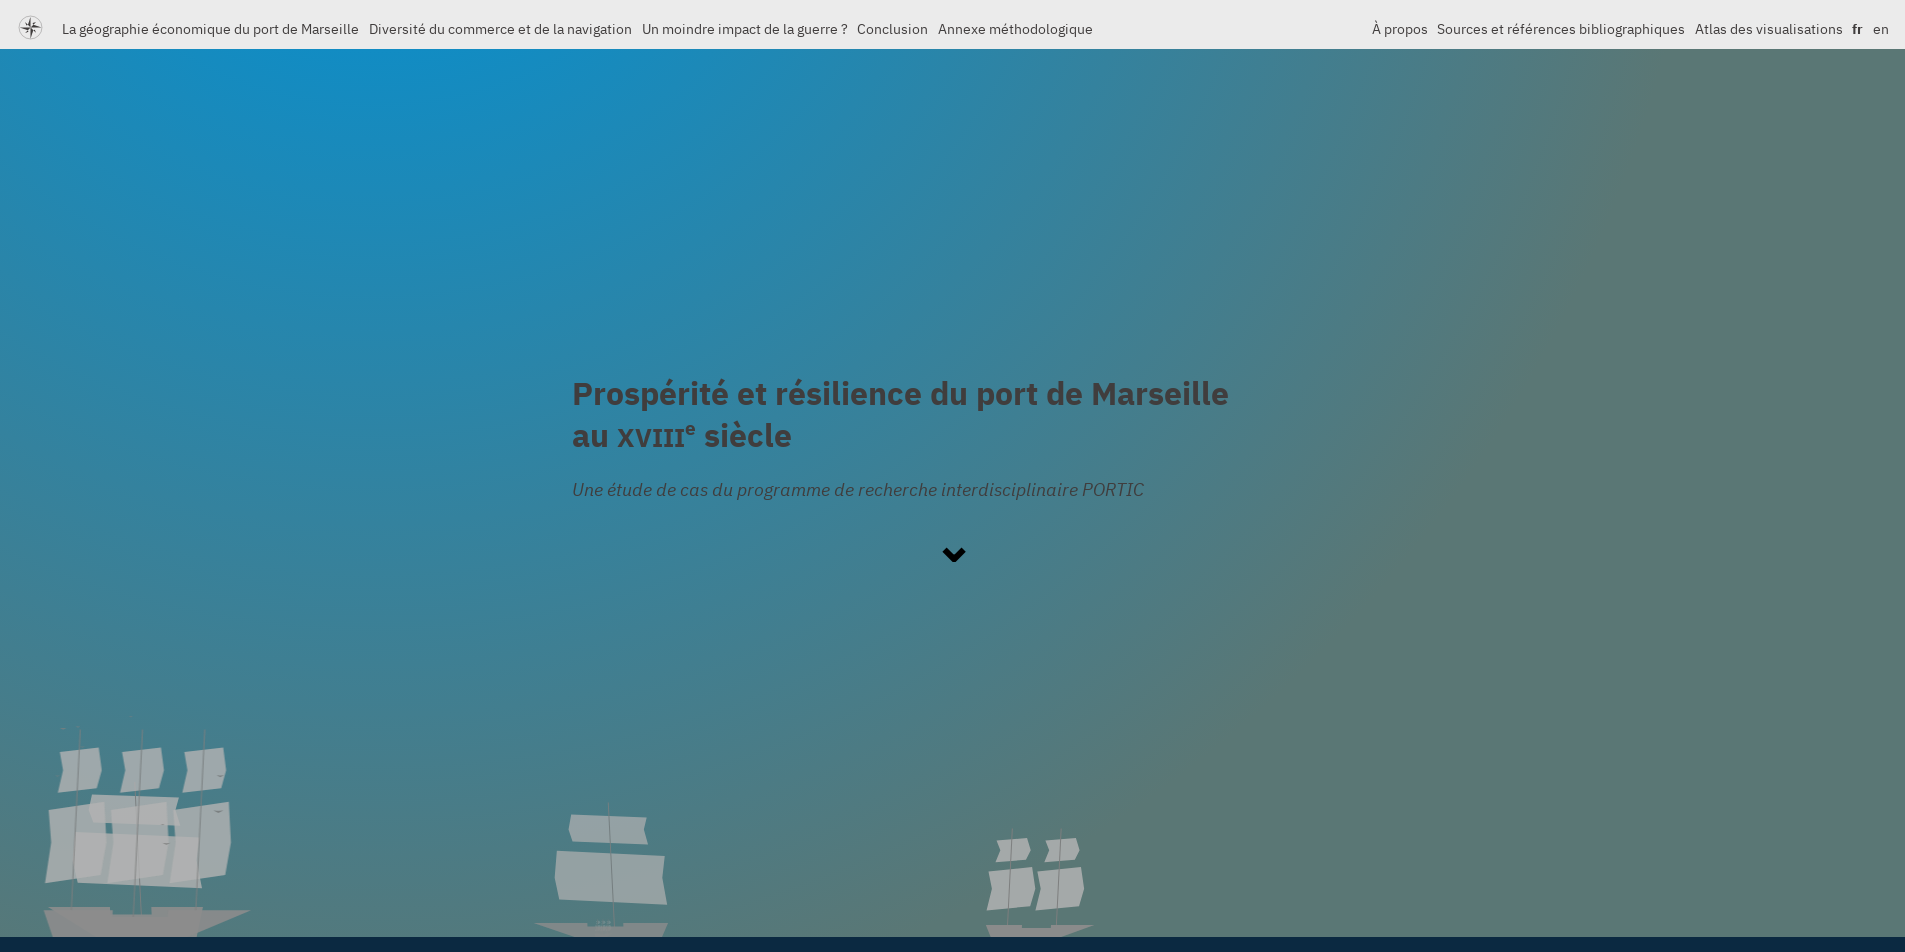 La géographie économique du port de Marseille Diversité du commerce et de la navigation Un moindre impact de la guerre ? Conclusion Annexe méthodologique À propos Sources et références bibliographiques Atlas des visualisations fr en
Prospérité et résilience du port de Marseille
au XVIIIe siècle
Une étude de cas du programme de recherche interdisciplinaire PORTIC